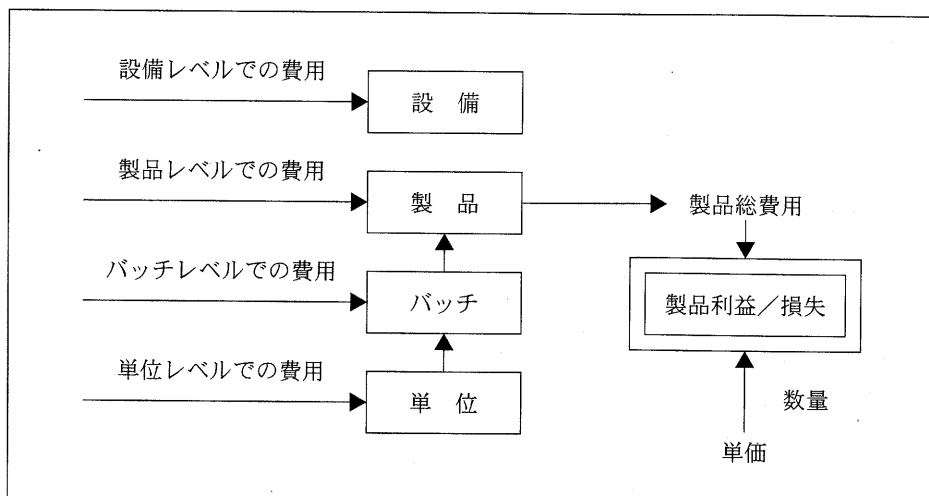 設備レベルでの費用
設備
製品レベルでの費用
製品
製品総費用
バッチレベルでの費用
バッチ
製品利益／損失
単位レベルでの費用
単位
数量
単価